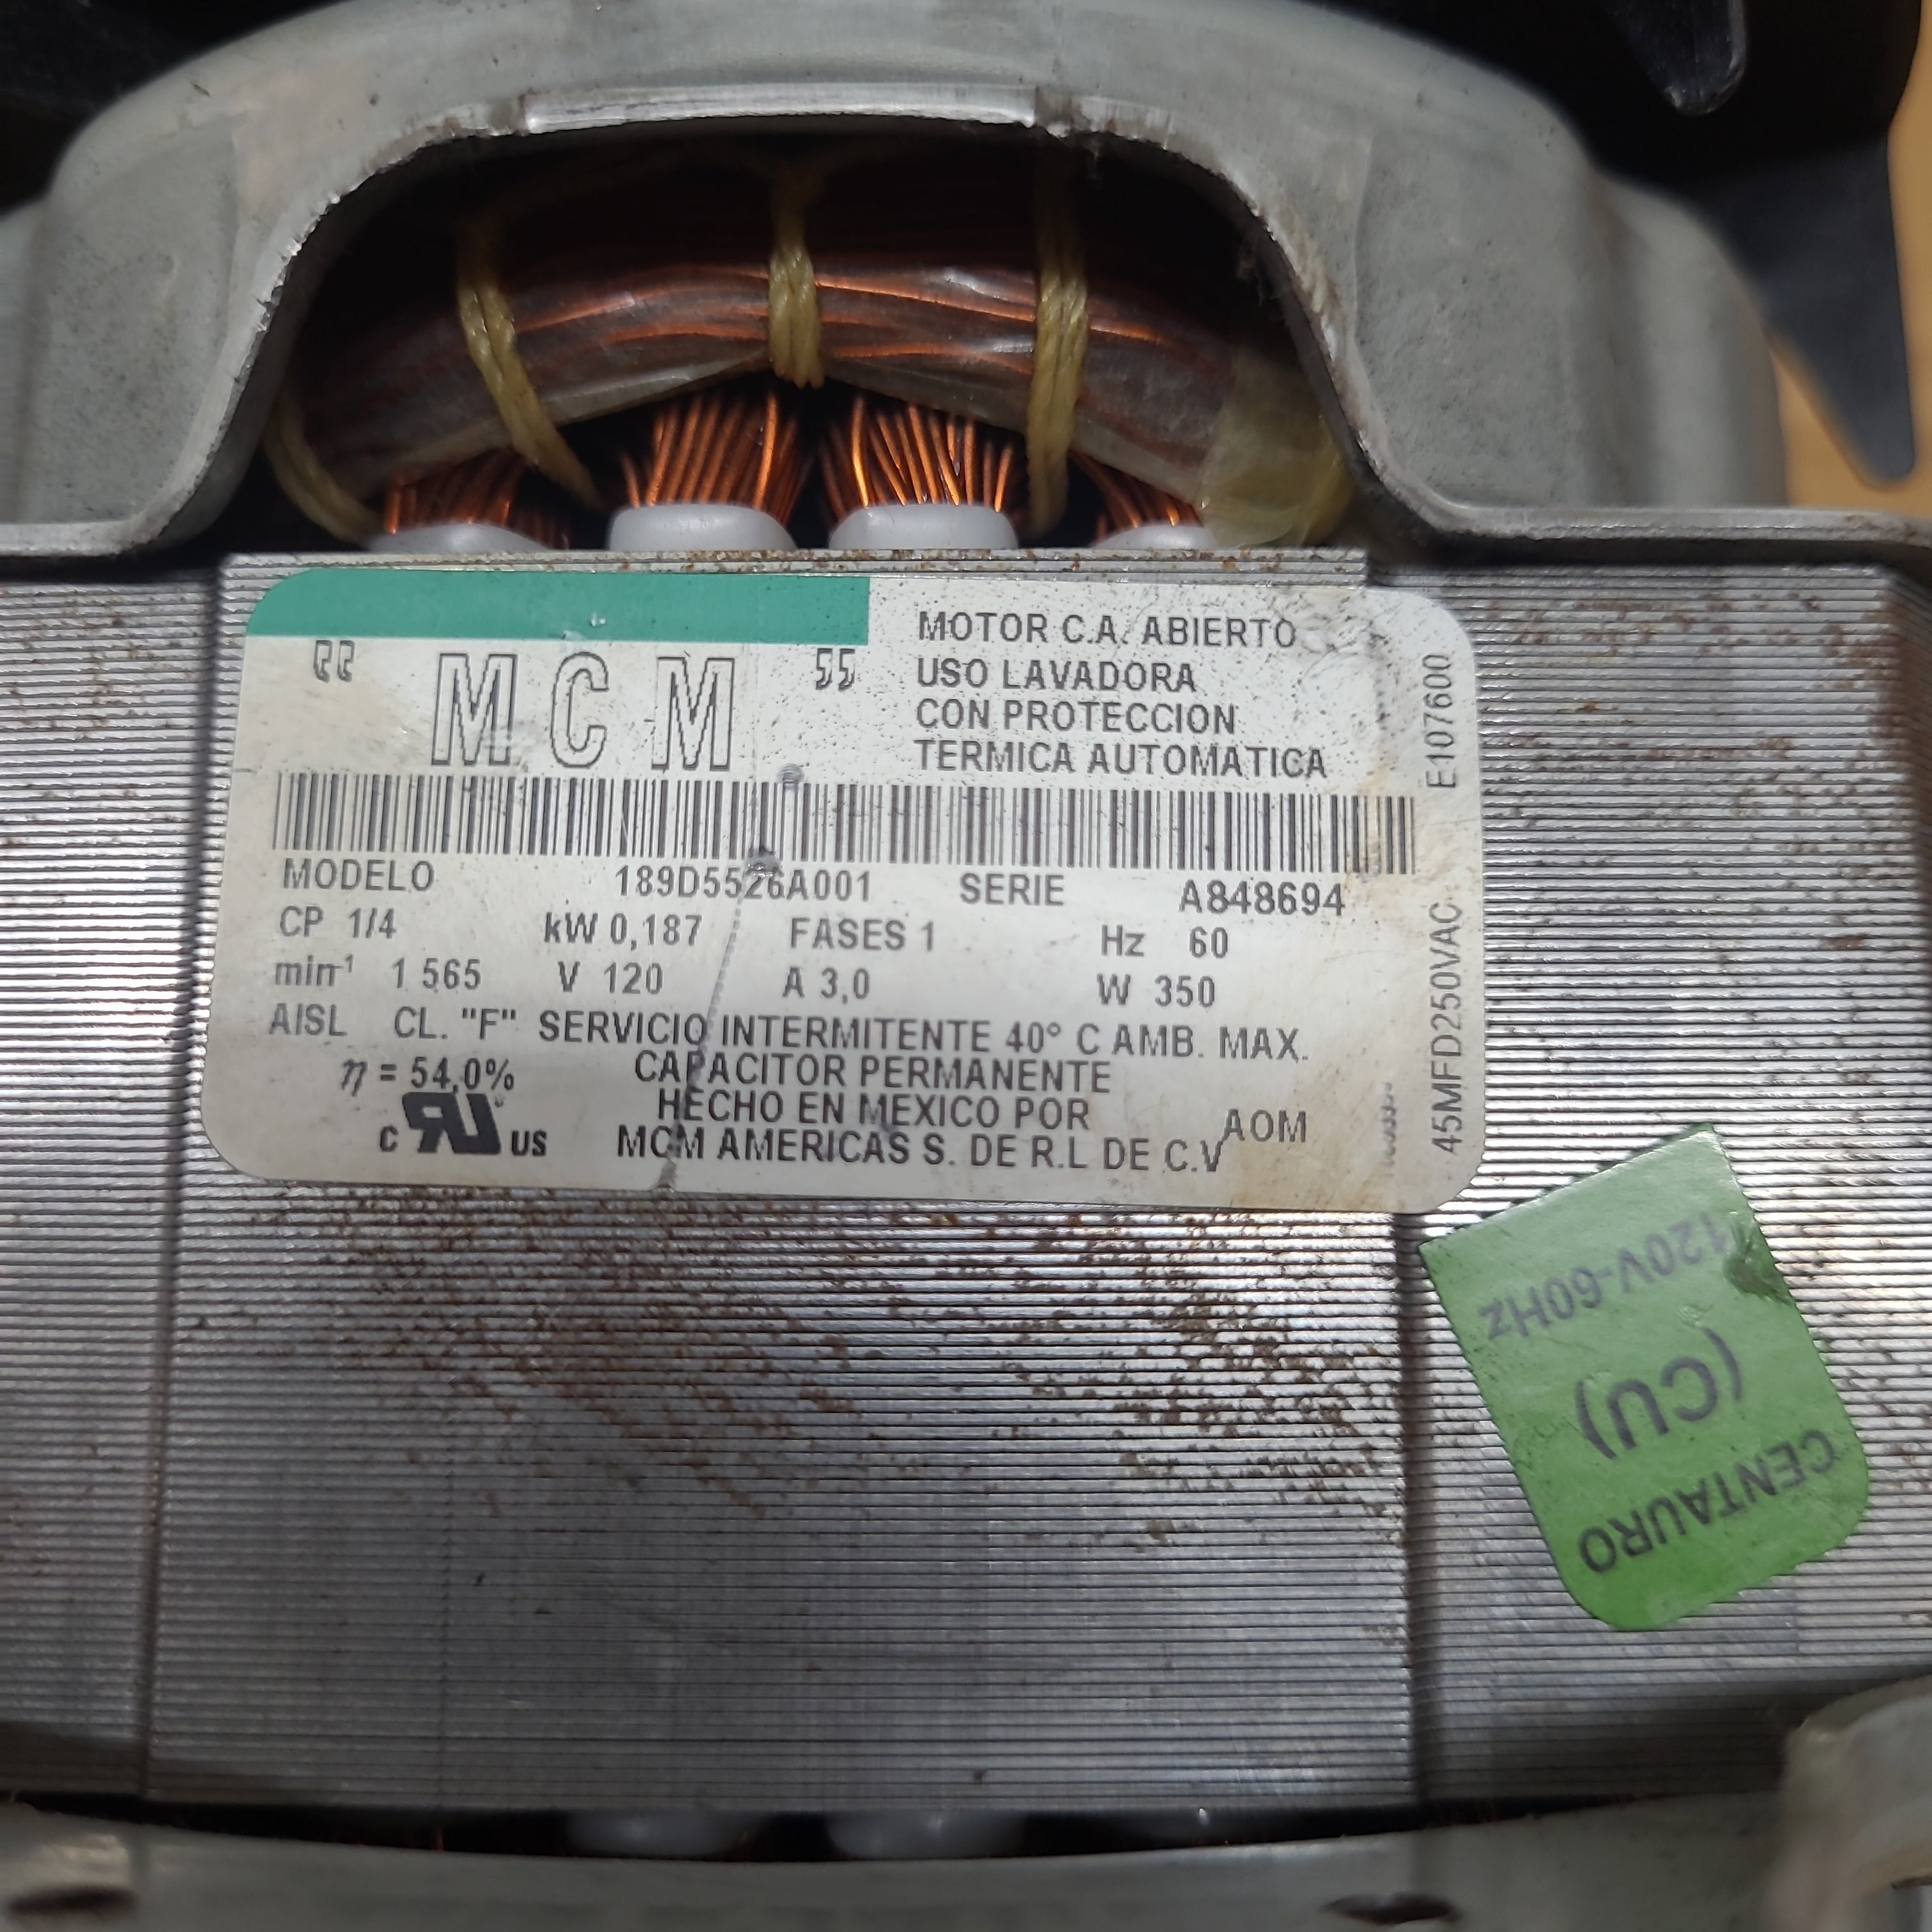 “ M C M ”
MOTOR C.A. ABIERTO
USO LAVADORA
CON PROTECCION
TERMICA AUTOMATICA
E107600
MODELO 189D5526A001 SERIE A848694
CP 1/4 kW 0,187 FASES 1 Hz 60
min⁻¹ 1 565 V 120 A 3,0 W 350
AISL CL. "F" SERVICIO INTERMITENTE 40° C AMB. MAX.
η = 54,0% CAPACITOR PERMANENTE
HECHO EN MEXICO POR AOM
MCM AMERICAS S. DE R.L DE C.V
c RU US
45MFD250VAC
CENTAURO
(CU)
120V-60Hz